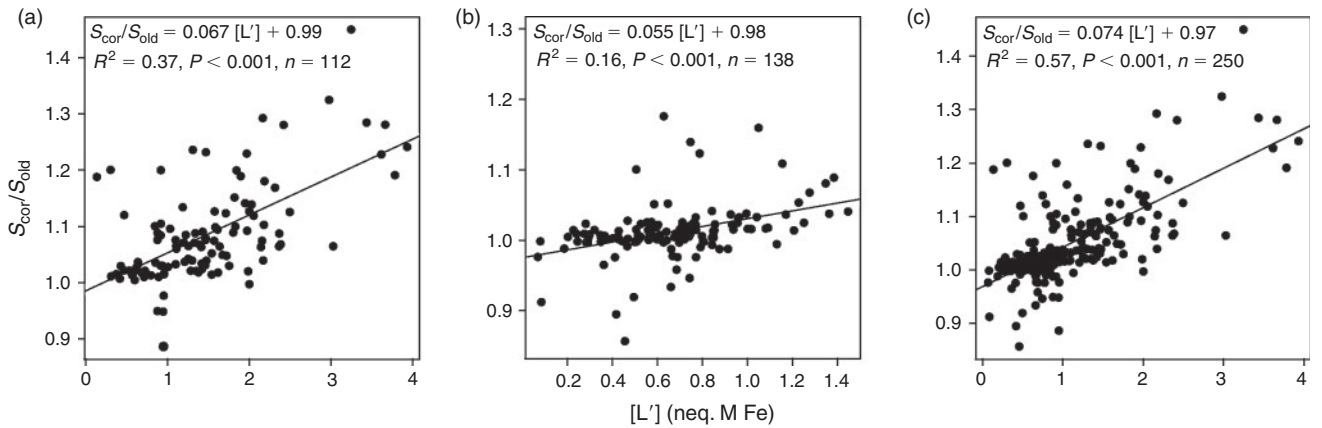 (a)
S_cor/S_old = 0.067 [L′] + 0.99
R² = 0.37, P < 0.001, n = 112
S_cor/S_old
1.4
1.3
1.2
1.1
1.0
0.9
0 1 2 3 4
(b)
S_cor/S_old = 0.055 [L′] + 0.98
R² = 0.16, P < 0.001, n = 138
1.3
1.2
1.1
1.0
0.9
0.2 0.4 0.6 0.8 1.0 1.2 1.4
[L′] (neq. M Fe)
(c)
S_cor/S_old = 0.074 [L′] + 0.97
R² = 0.57, P < 0.001, n = 250
1.4
1.3
1.2
1.1
1.0
0.9
0 1 2 3 4